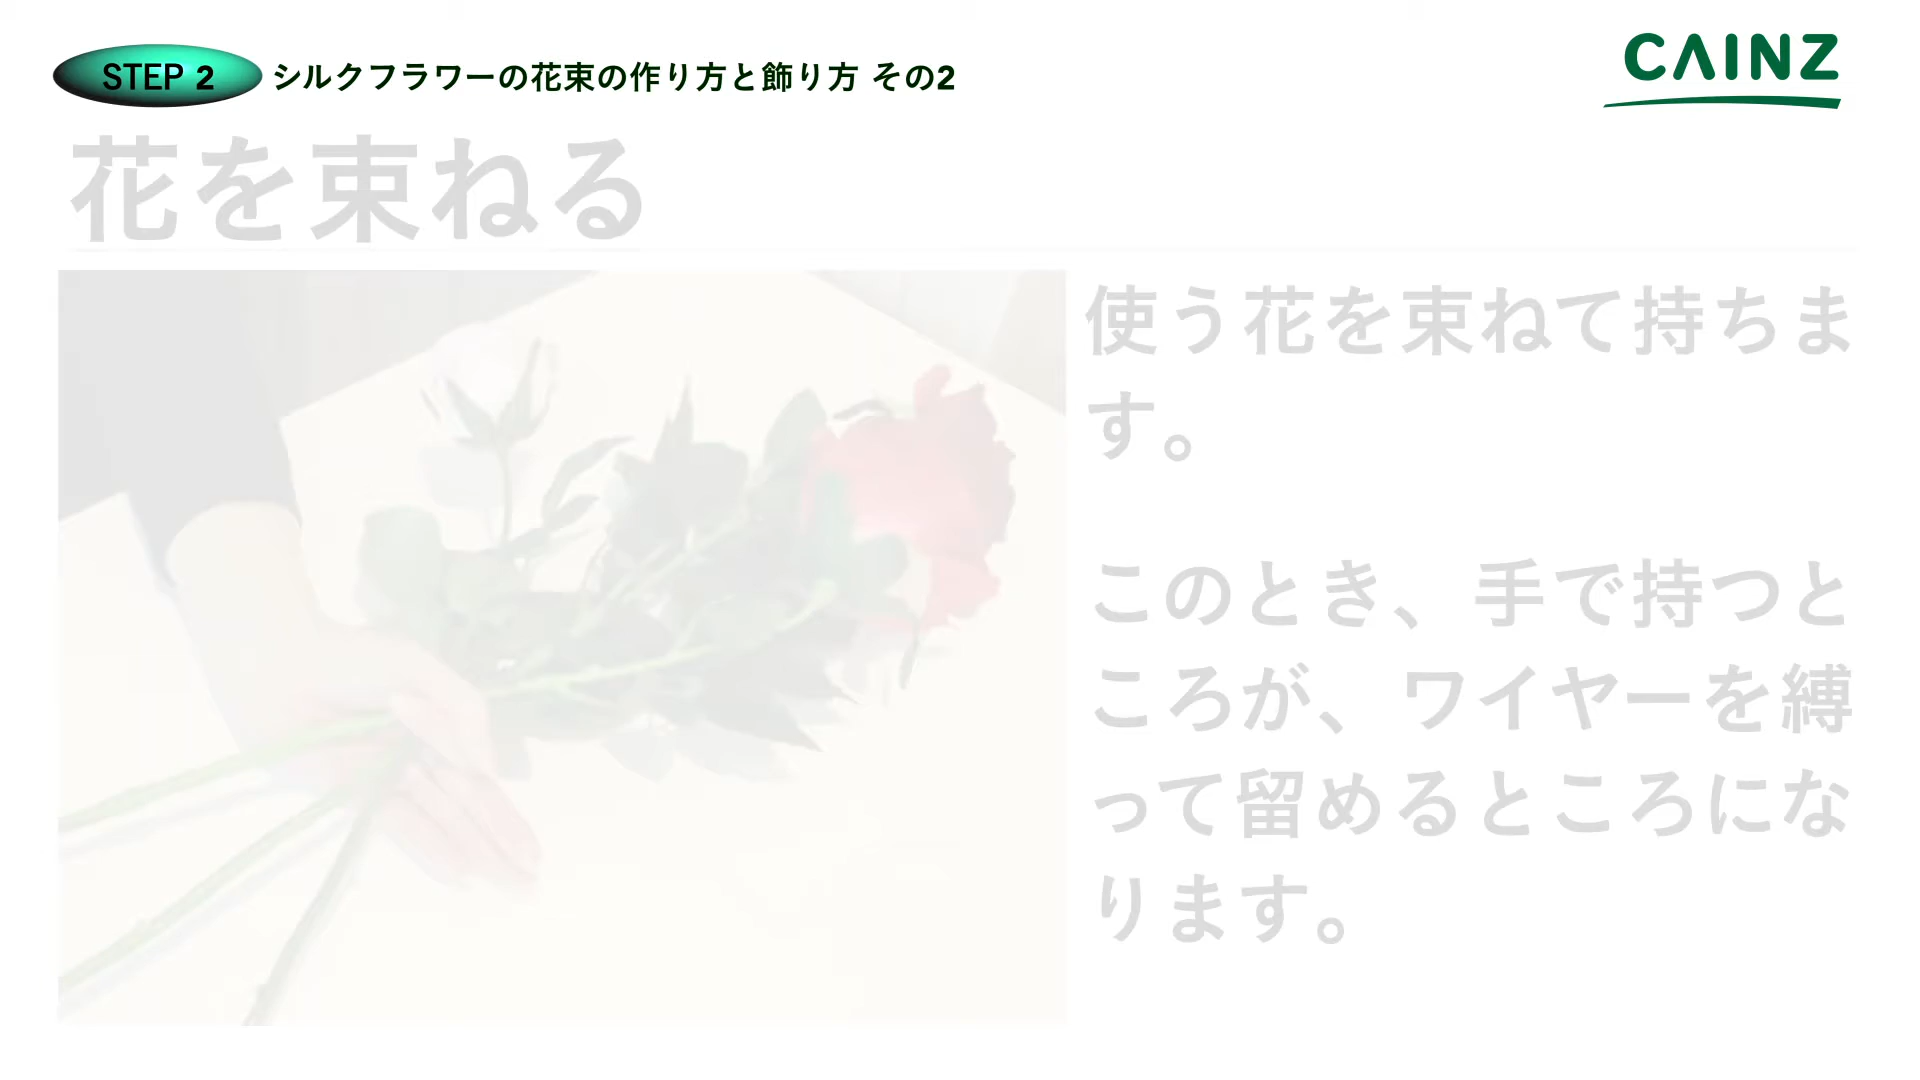 STEP 2 シルクフラワーの花束の作り方と飾り方 その2
CAINZ
花を束ねる
使う花を束ねて持ちま
す。
このとき、手で持つと
ころが、ワイヤーを縛
って留めるところにな
ります。